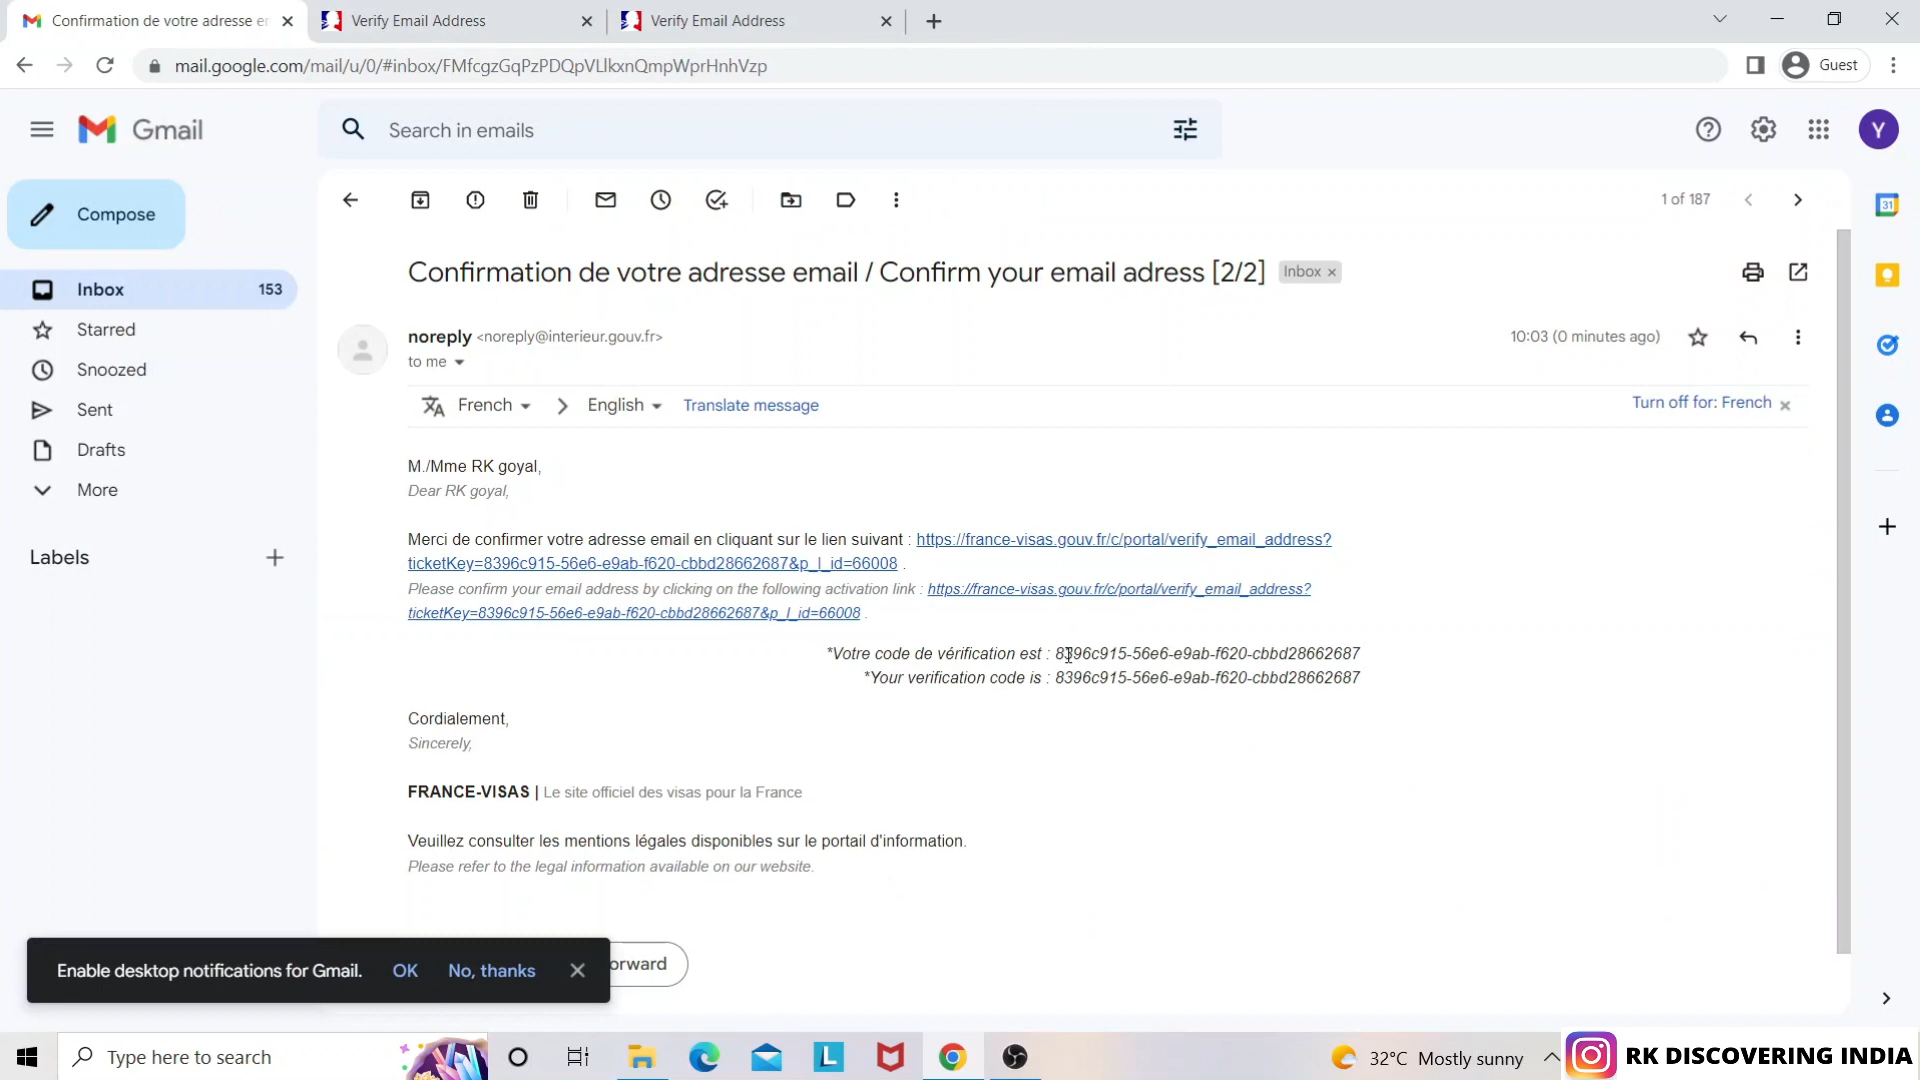 Confirmation de votre adresse e
Verify Email Address
Verify Email Address
mail.google.com/mail/u/0/#inbox/FMfcgzGqPzPDQpVLlkxnQmpWprHnhVzp
Guest
Gmail
Search in emails
Y
Compose
1 of 187
Inbox 153
Starred
Snoozed
Sent
Drafts
More
Labels
Confirmation de votre adresse email / Confirm your email adress [2/2] Inbox ×
noreply <noreply@interieur.gouv.fr>
10:03 (0 minutes ago)
to me
French > English Translate message
Turn off for: French ×
M./Mme RK goyal,
Dear RK goyal,
Merci de confirmer votre adresse email en cliquant sur le lien suivant : https://france-visas.gouv.fr/c/portal/verify_email_address?
ticketKey=8396c915-56e6-e9ab-f620-cbbd28662687&p_l_id=66008 .
Please confirm your email address by clicking on the following activation link : https://france-visas.gouv.fr/c/portal/verify_email_address?
ticketKey=8396c915-56e6-e9ab-f620-cbbd28662687&p_l_id=66008 .
*Votre code de vérification est : 8396c915-56e6-e9ab-f620-cbbd28662687
*Your verification code is : 8396c915-56e6-e9ab-f620-cbbd28662687
Cordialement,
Sincerely,
FRANCE-VISAS | Le site officiel des visas pour la France
Veuillez consulter les mentions légales disponibles sur le portail d'information.
Please refer to the legal information available on our website.
orward
Enable desktop notifications for Gmail. OK No, thanks
31
Type here to search
L
32°C Mostly sunny
RK DISCOVERING INDIA